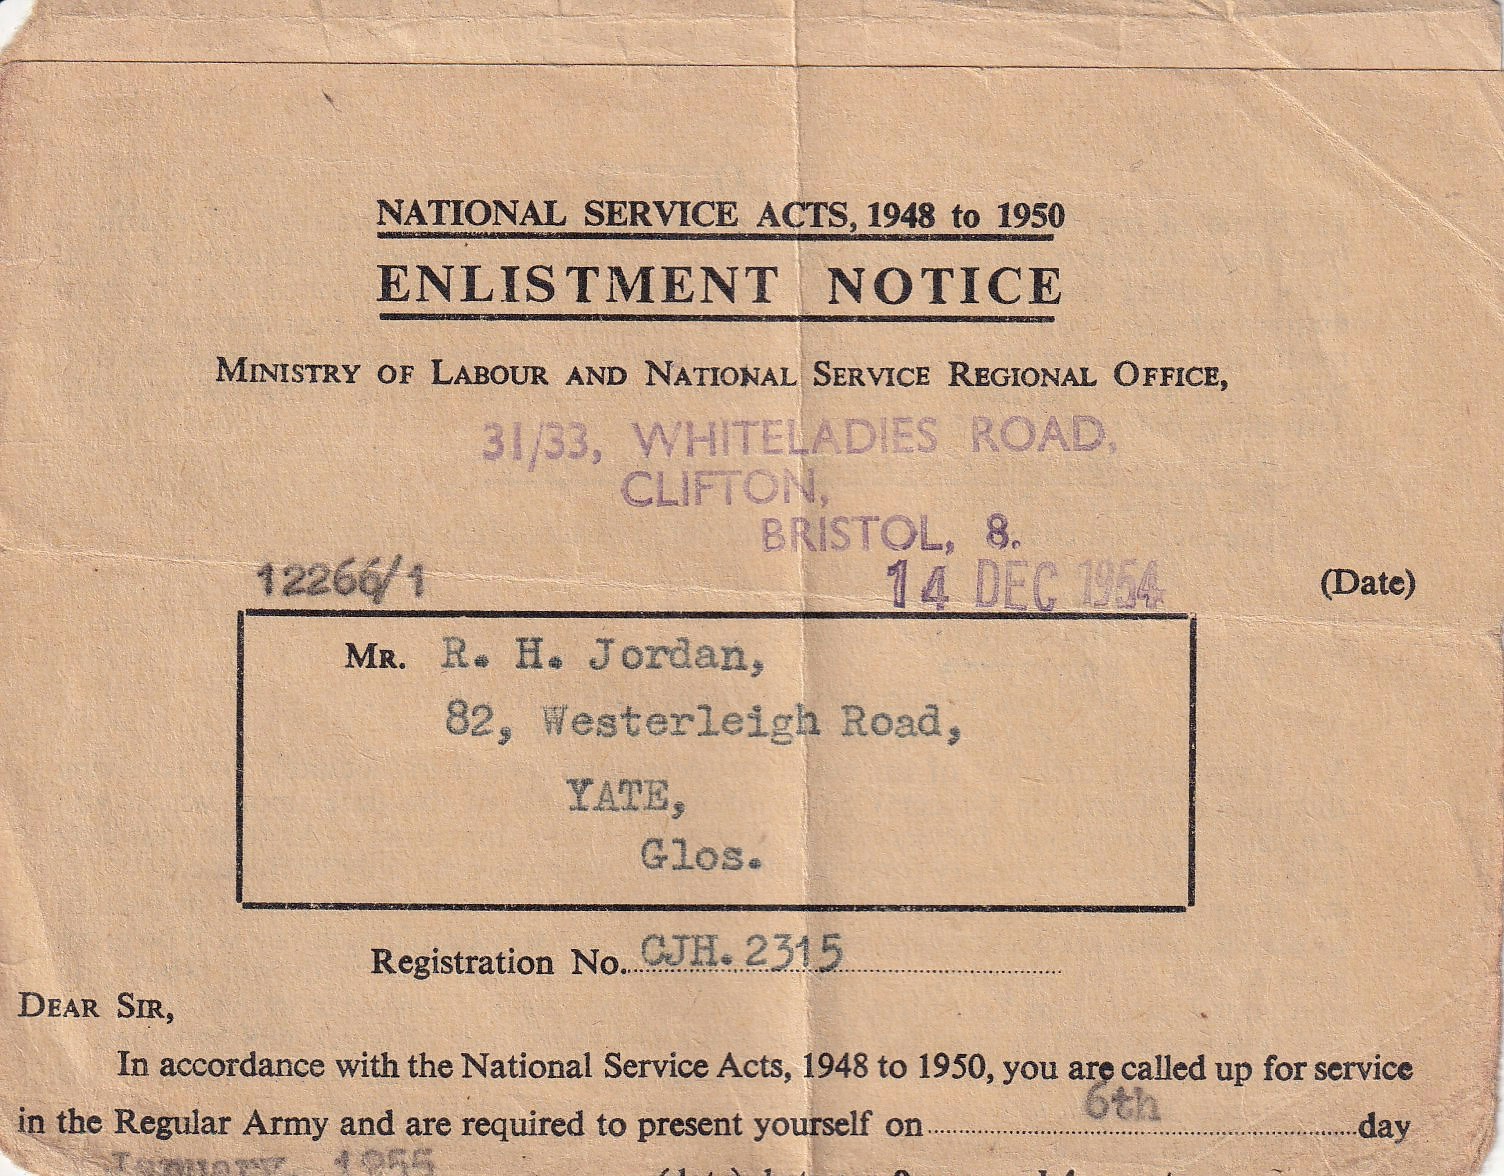 NATIONAL SERVICE ACTS, 1948 to 1950
ENLISTMENT NOTICE
MINISTRY OF LABOUR AND NATIONAL SERVICE REGIONAL OFFICE,
31/33, WHITELADIES ROAD,
CLIFTON,
BRISTOL, 8.
12266/1 14 DEC 1954 (Date)
MR. R. H. Jordan,
82, Westerleigh Road,
YATE,
Glos.
Registration No. CJH. 2315
DEAR SIR,
In accordance with the National Service Acts, 1948 to 1950, you are called up for service
in the Regular Army and are required to present yourself on 6th day
January, 1955